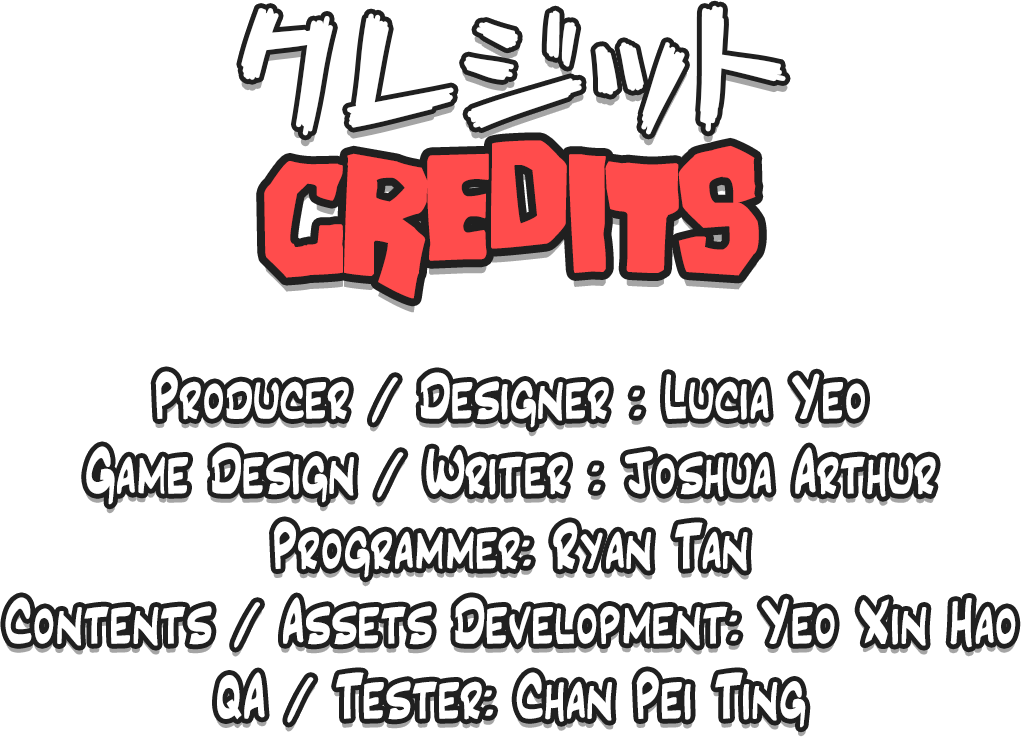 クレジット
CREDITS
PRODUCER / DESIGNER : LUCIA YEO
GAME DESIGN / WRITER : JOSHUA ARTHUR
PROGRAMMER: RYAN TAN
CONTENTS / ASSETS DEVELOPMENT: YEO XIN HAO
QA / TESTER: CHAN PEI TING